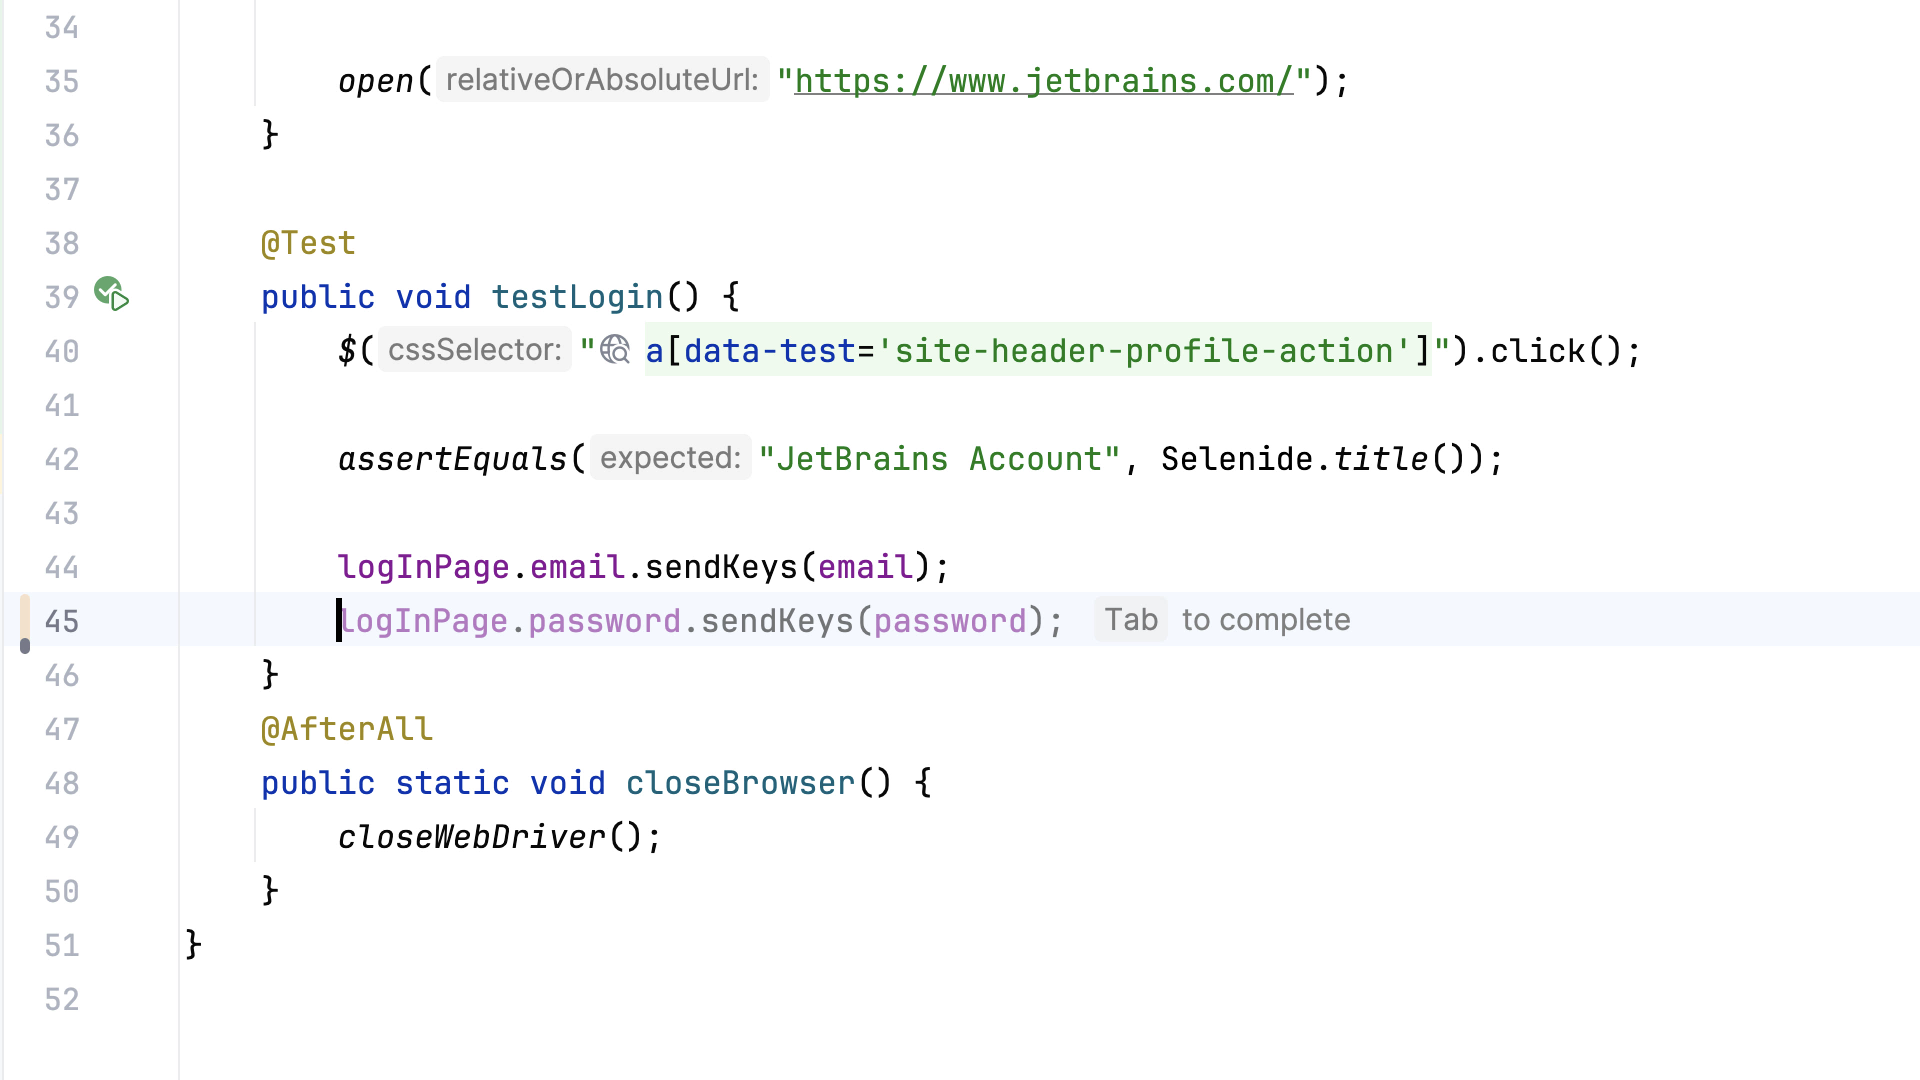 34
35 open( relativeOrAbsoluteUrl: "https://www.jetbrains.com/");
36 }
37
38 @Test
39 public void testLogin() {
40 $( cssSelector: "a[data-test='site-header-profile-action']").click();
41
42 assertEquals( expected: "JetBrains Account", Selenide.title());
43
44 logInPage.email.sendKeys(email);
45 logInPage.password.sendKeys(password); Tab to complete
46 }
47 @AfterAll
48 public static void closeBrowser() {
49 closeWebDriver();
50 }
51 }
52